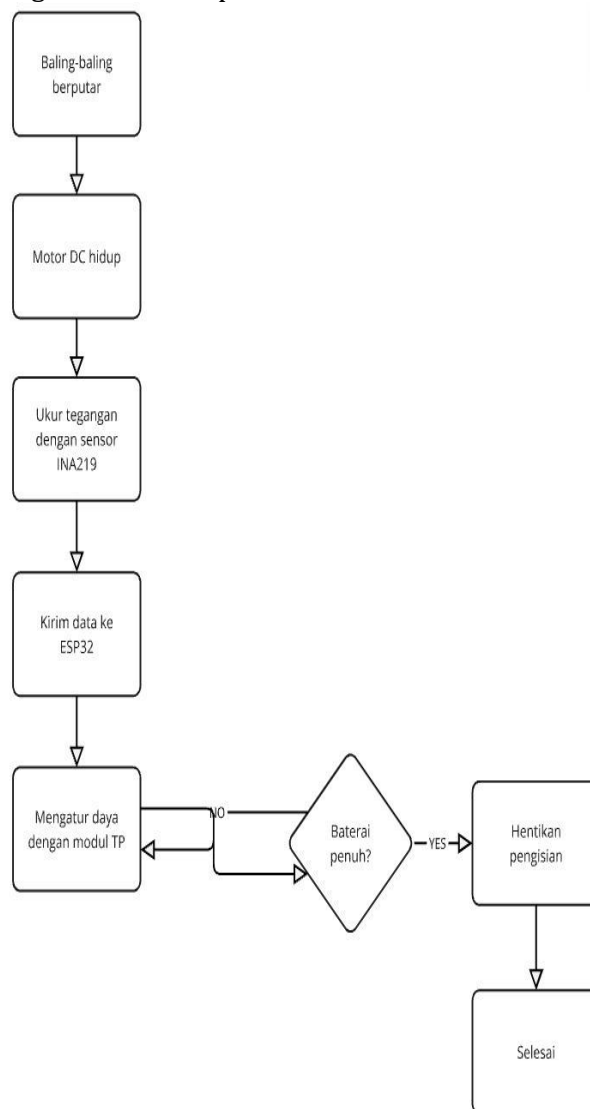 Baling-baling
berputar
Motor DC hidup
Ukur tegangan
dengan sensor
INA219
Kirim data ke
ESP32
Mengatur daya
dengan modul TP
NO
Baterai
penuh?
YES
Hentikan
pengisian
Selesai